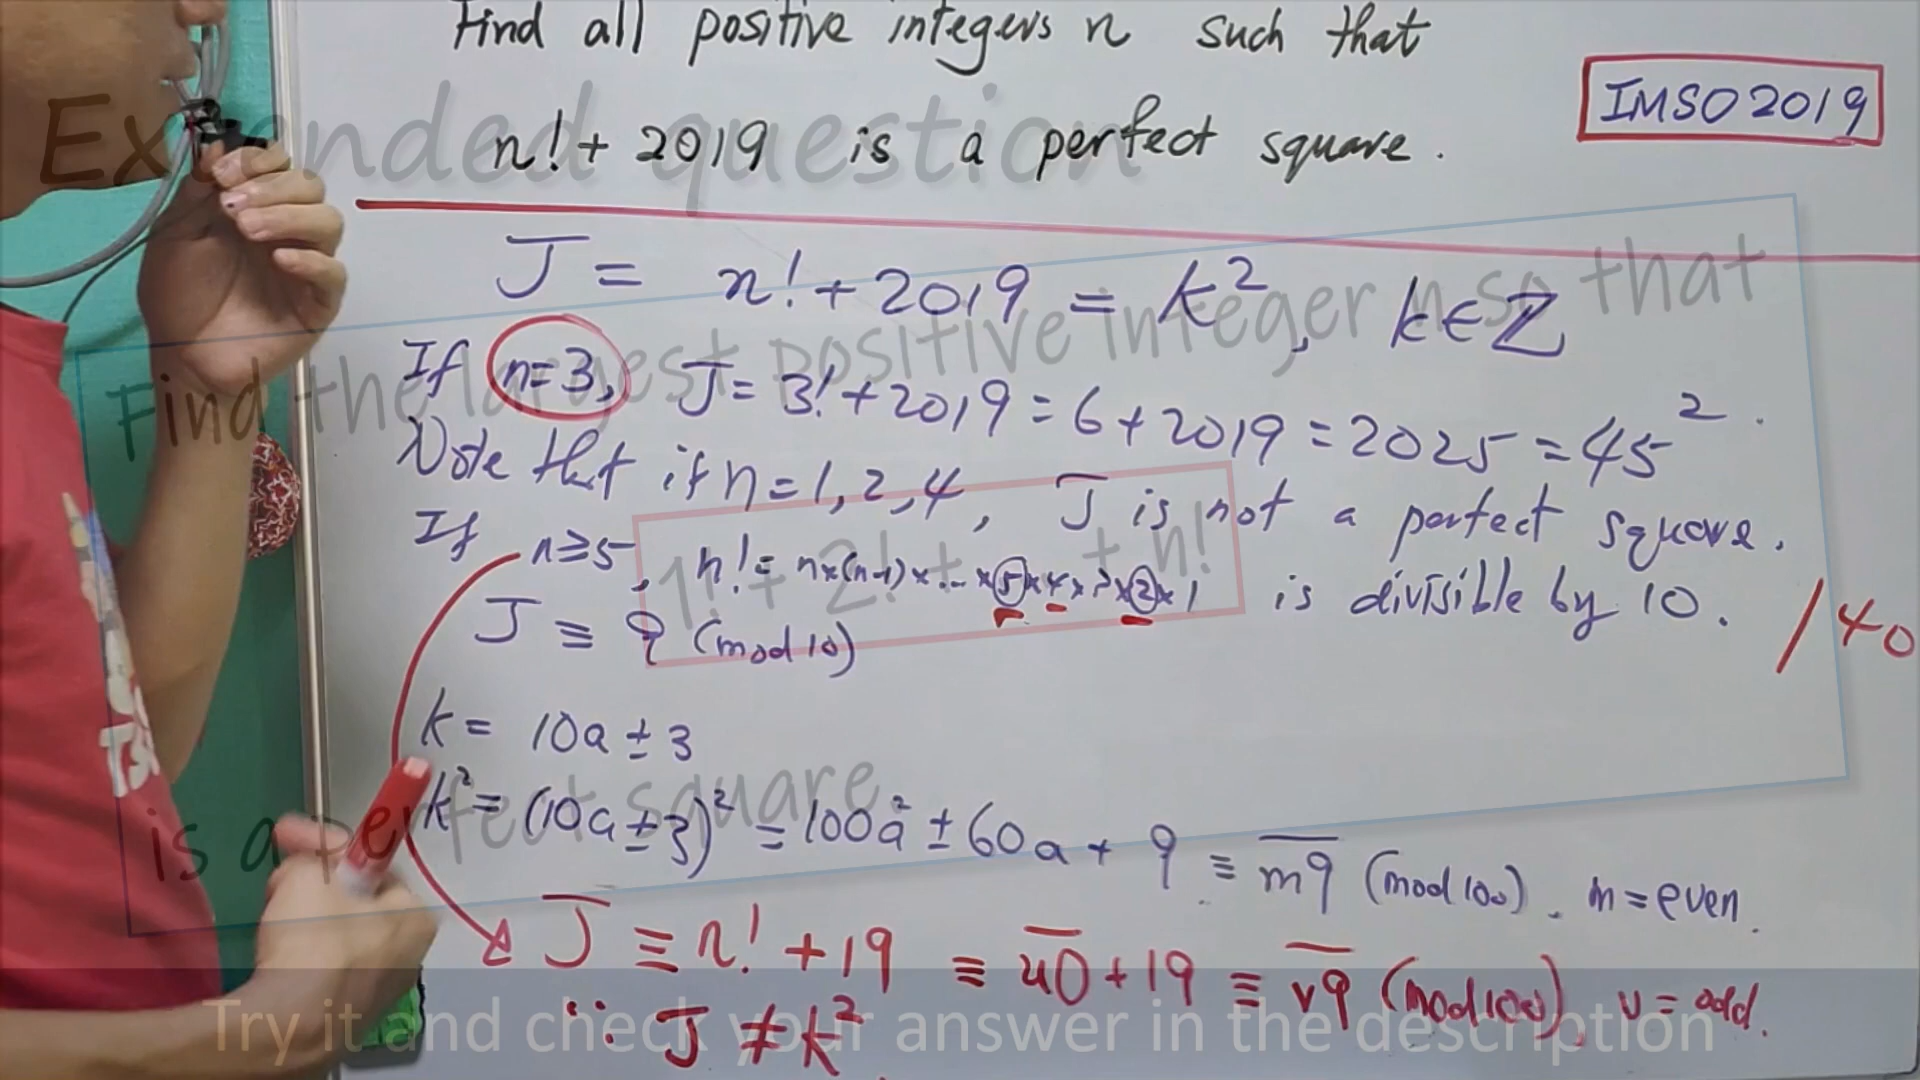 Find all positive integers n such that
n! + 2019 is a perfect square.
IMSO 2019
Extended question
J = n! + 2019 = k², k∈Z
If n=3, J = 3! + 2019 = 6 + 2019 = 2025 = 45².
Note that if n=1, 2, 4, J is not a perfect square.
If n≥5, n! = n×(n-1)×...×5×4×3×2×1 is divisible by 10. /40
J ≡ 9 (mod 10)
k = 10a ± 3
k² = (10a ± 3)² = 100a² ± 60a + 9 ≡ m9 (mod 100). m = even.
J ≡ n! + 19 ≡ u0 + 19 ≡ v9 (mod 100), v = odd.
∵ J ≠ k²
Find the largest positive integer n so that
1! + 2! + ... + n!
is a perfect square
Try it and check your answer in the description